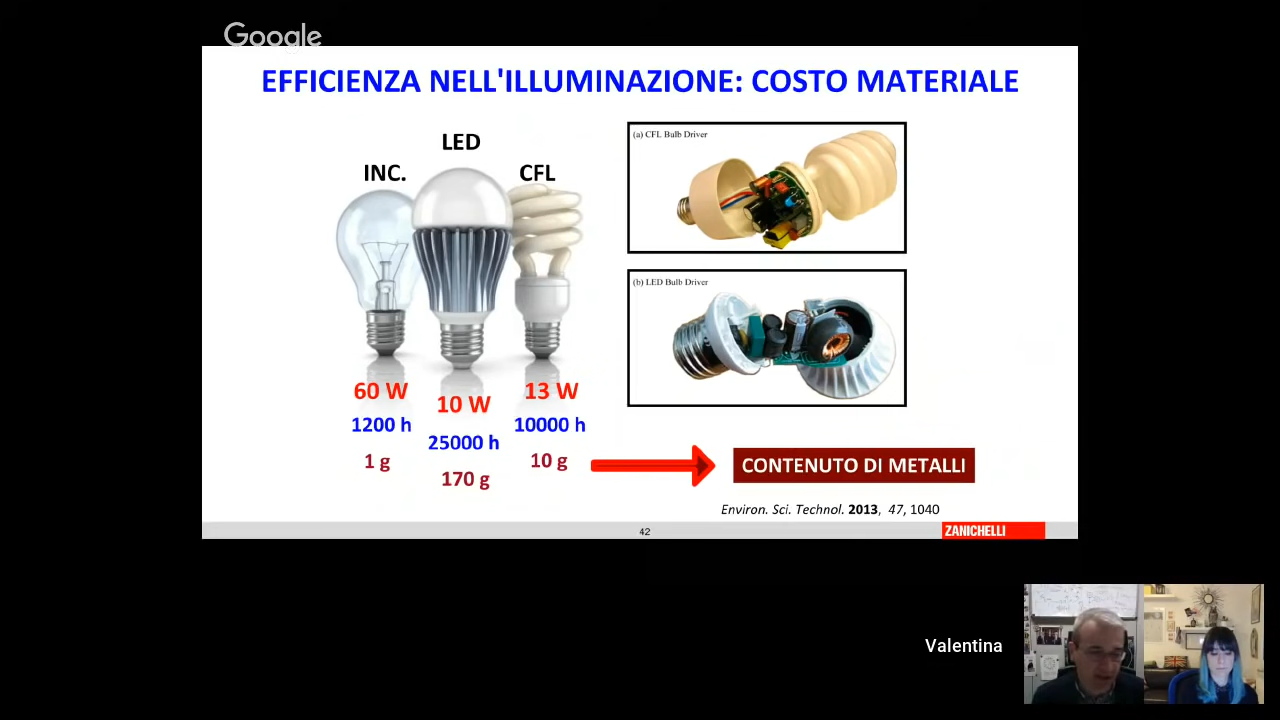 Google
EFFICIENZA NELL'ILLUMINAZIONE: COSTO MATERIALE
LED
INC.
CFL
60 W
10 W
13 W
1200 h
25000 h
10000 h
1 g
170 g
10 g
(a) CFL Bulb Driver
(b) LED Bulb Driver
CONTENUTO DI METALLI
Environ. Sci. Technol. 2013, 47, 1040
42
ZANICHELLI
Valentina